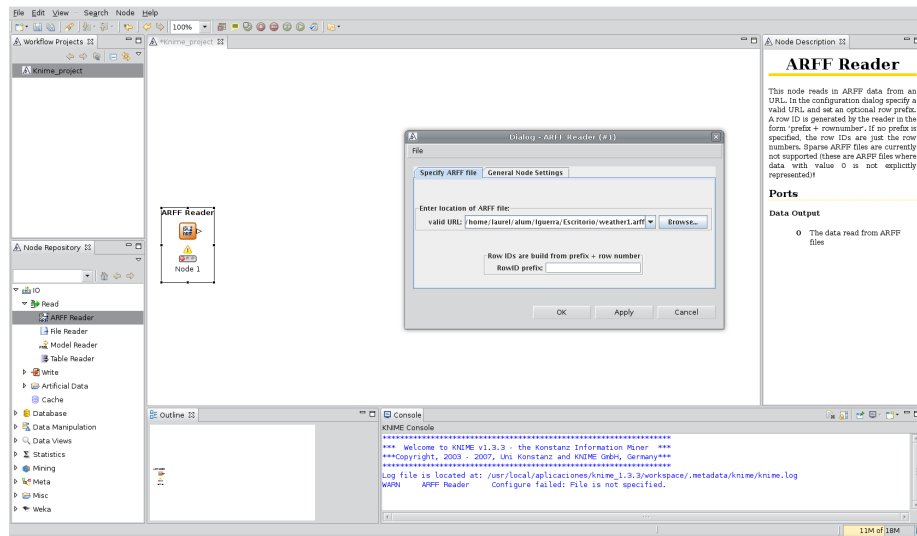 File Edit View Search Node Help
100%
Workflow Projects
Knime_project
*Knime_project
ARFF Reader
Node 1
Dialog - ARFF Reader (#1)
File
Specify ARFF file General Node Settings
Enter location of ARFF file:
valid URL: /home/laurel/alum/lguerra/Escritorio/weather1.arff Browse...
Row IDs are build from prefix + row number
RowID prefix:
OK Apply Cancel
Node Description
ARFF Reader
This node reads in ARFF data from an
URL. In the configuration dialog specify a
valid URL and set an optional row prefix.
A row ID is generated by the reader in the
form 'prefix + rownumber'. If no prefix is
specified, the row IDs are just the row
numbers. Sparse ARFF files are currently
not supported (these are ARFF files where
data with value 0 is not explicitly
represented)!
Ports
Data Output
0 The data read from ARFF
files
Node Repository
IO
Read
ARFF Reader
File Reader
Model Reader
Table Reader
Write
Artificial Data
Cache
Database
Data Manipulation
Data Views
Statistics
Mining
Meta
Misc
Weka
Outline
Console
KNIME Console
*** Welcome to KNIME v1.3.3 - the Konstanz Information Miner ***
***Copyright, 2003 - 2007, Uni Konstanz and KNIME GmbH, Germany***
Log file is located at: /usr/local/aplicaciones/knime_1.3.3/workspace/.metadata/knime/knime.log
WARN ARFF Reader Configure failed: File is not specified.
11M of 18M